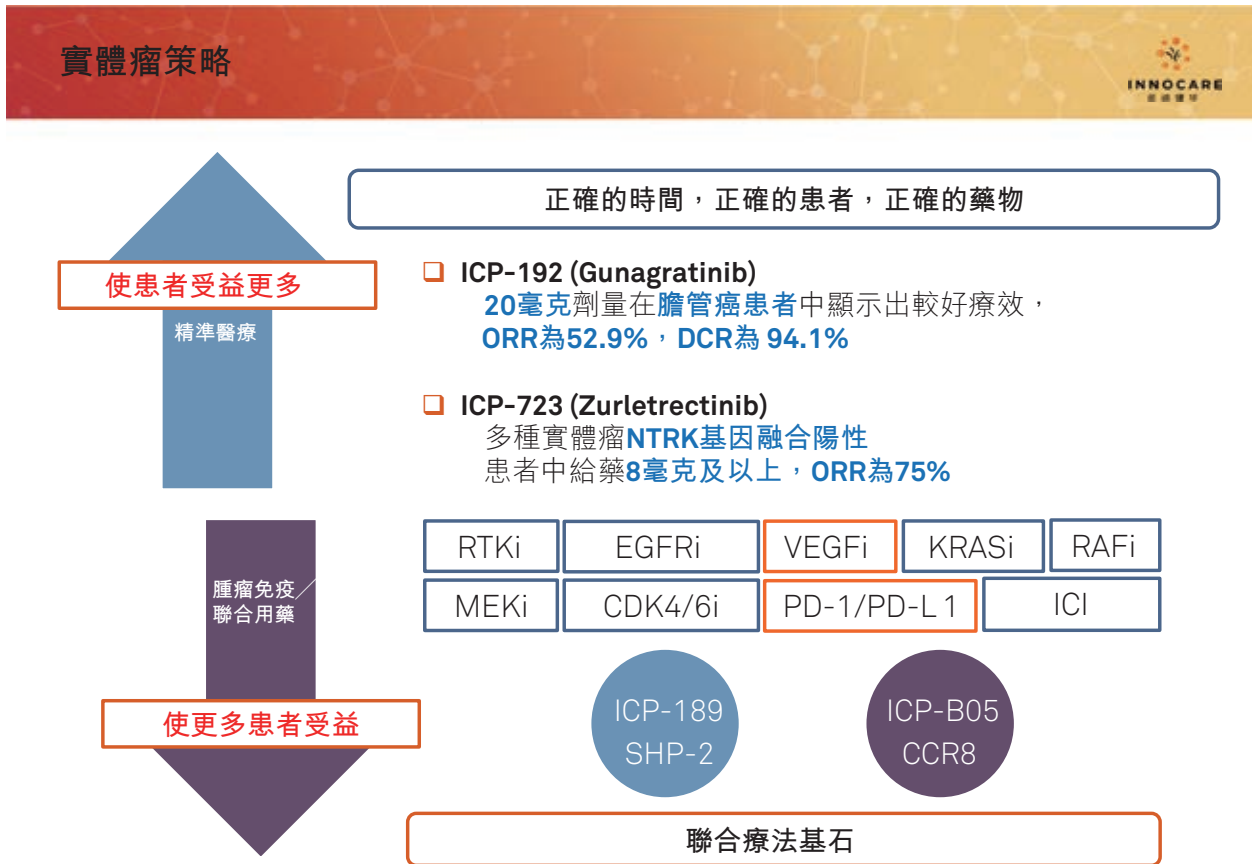 實體瘤策略
INNOCARE
正確的時間，正確的患者，正確的藥物
使患者受益更多
精準醫療
❑ ICP-192 (Gunagratinib)
20毫克劑量在膽管癌患者中顯示出較好療效，
ORR為52.9%，DCR為 94.1%
❑ ICP-723 (Zurletrectinib)
多種實體瘤NTRK基因融合陽性
患者中給藥8毫克及以上，ORR為75%
RTKi EGFRi VEGFi KRASi RAFi
MEKi CDK4/6i PD-1/PD-L1 ICI
腫瘤免疫／
聯合用藥
使更多患者受益
ICP-189
SHP-2
ICP-B05
CCR8
聯合療法基石